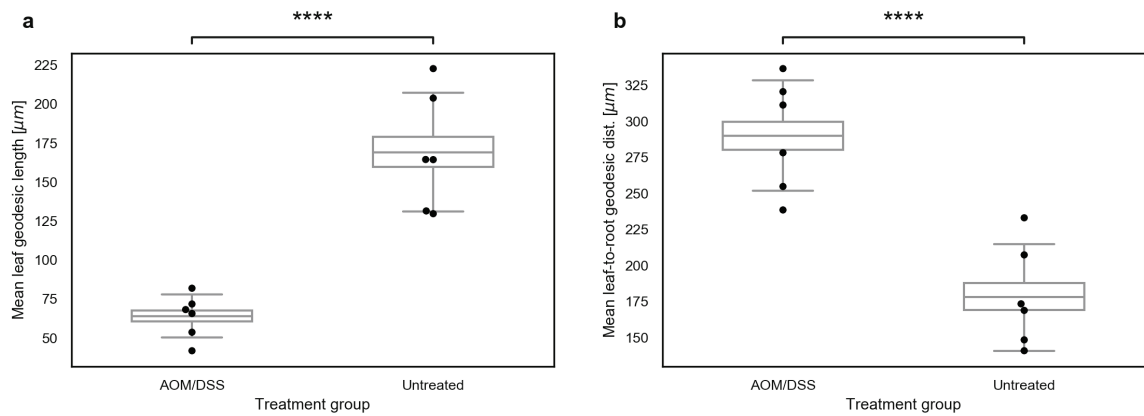 a
****
Mean leaf geodesic length [μm]
225
200
175
150
125
100
75
50
AOM/DSS
Untreated
Treatment group
b
****
Mean leaf-to-root geodesic dist. [μm]
325
300
275
250
225
200
175
150
AOM/DSS
Untreated
Treatment group